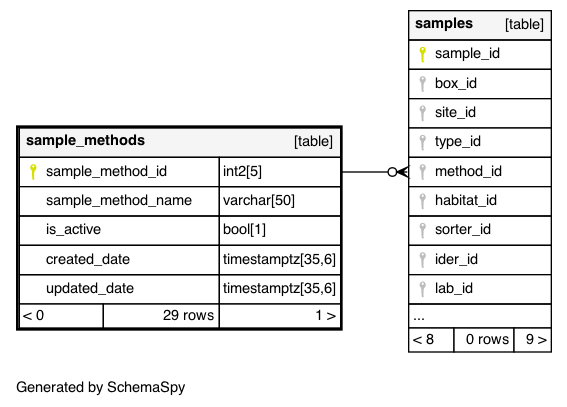 samples [table]
sample_id
box_id
site_id
type_id
method_id
habitat_id
sorter_id
ider_id
lab_id
...
< 8 0 rows 9 >
sample_methods [table]
sample_method_id int2[5]
sample_method_name varchar[50]
is_active bool[1]
created_date timestamptz[35,6]
updated_date timestamptz[35,6]
< 0 29 rows 1 >
Generated by SchemaSpy